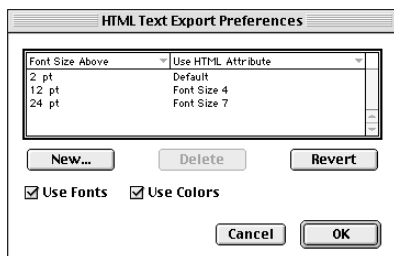 HTML Text Export Preferences
Font Size Above Use HTML Attribute
2 pt Default
12 pt Font Size 4
24 pt Font Size 7
New... Delete Revert
Use Fonts Use Colors
Cancel OK